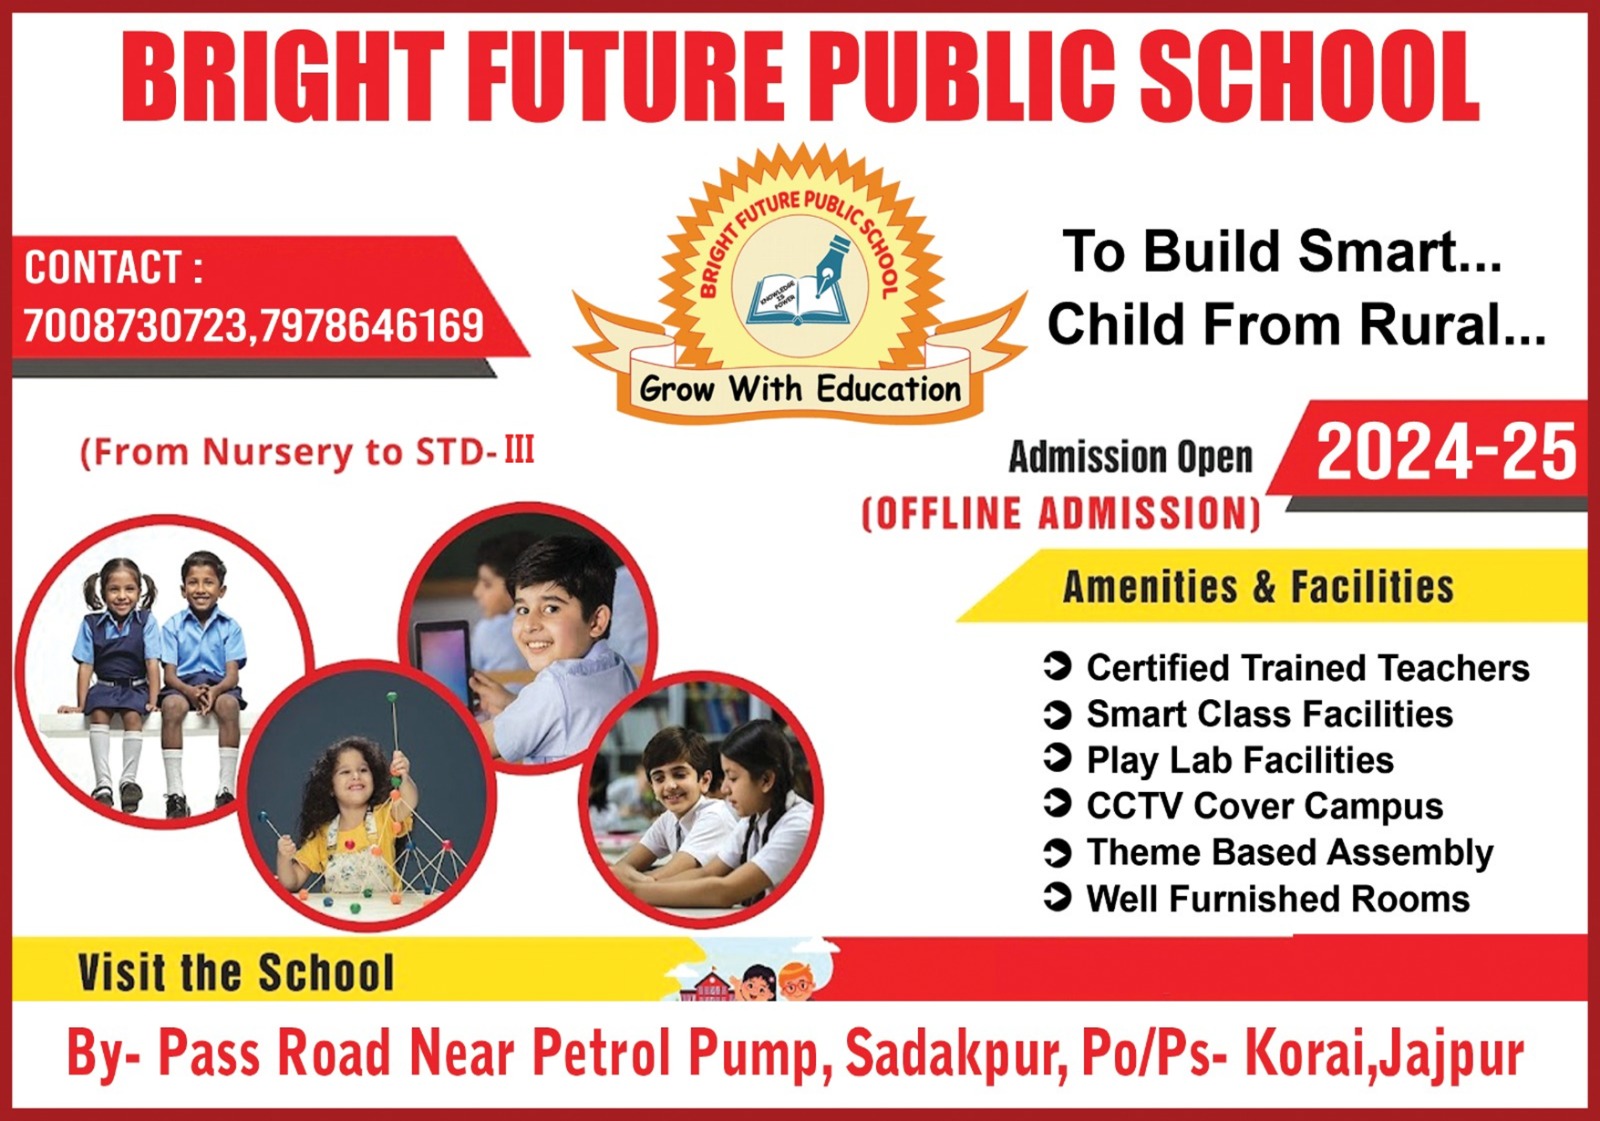 BRIGHT FUTURE PUBLIC SCHOOL
BRIGHT FUTURE PUBLIC SCHOOL
KNOWLEDGE
IS
POWER
Grow With Education
CONTACT :
7008730723,7978646169
To Build Smart...
Child From Rural...
(From Nursery to STD-III
Admission Open 2024-25
(OFFLINE ADMISSION)
Amenities & Facilities
Certified Trained Teachers
Smart Class Facilities
Play Lab Facilities
CCTV Cover Campus
Theme Based Assembly
Well Furnished Rooms
Visit the School
By- Pass Road Near Petrol Pump, Sadakpur, Po/Ps- Korai,Jajpur